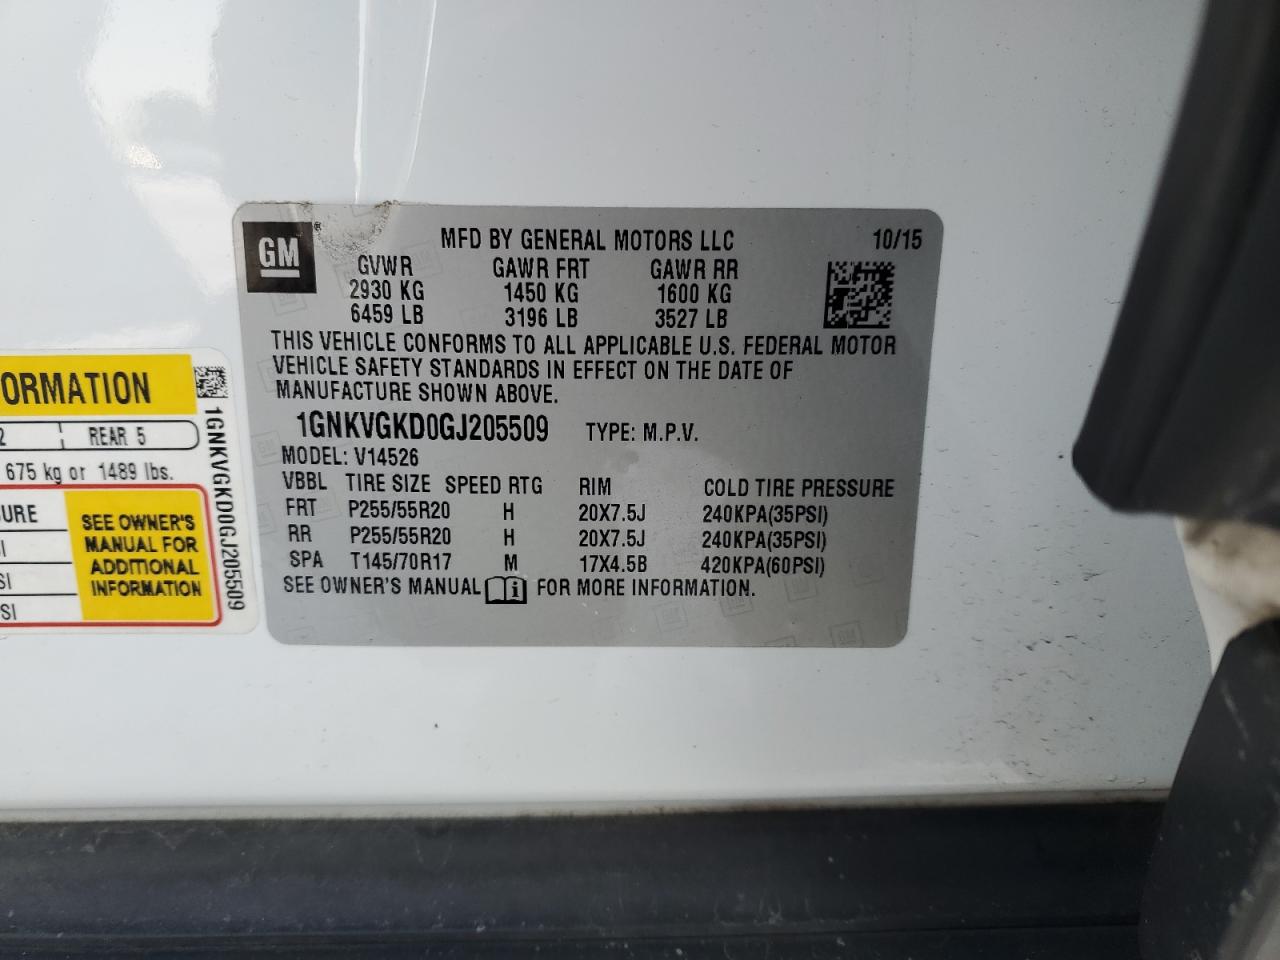 GM
MFD BY GENERAL MOTORS LLC 10/15
GVWR GAWR FRT GAWR RR
2930 KG 1450 KG 1600 KG
6459 LB 3196 LB 3527 LB
THIS VEHICLE CONFORMS TO ALL APPLICABLE U.S. FEDERAL MOTOR
VEHICLE SAFETY STANDARDS IN EFFECT ON THE DATE OF
MANUFACTURE SHOWN ABOVE.
1GNKVGKD0GJ205509 TYPE: M.P.V.
MODEL: V14526
VBBL TIRE SIZE SPEED RTG RIM COLD TIRE PRESSURE
FRT P255/55R20 H 20X7.5J 240KPA(35PSI)
RR P255/55R20 H 20X7.5J 240KPA(35PSI)
SPA T145/70R17 M 17X4.5B 420KPA(60PSI)
SEE OWNER'S MANUAL i FOR MORE INFORMATION.
ORMATION
2 REAR 5
675 kg or 1489 lbs.
URE
SI
SI
SI
SEE OWNER'S
MANUAL FOR
ADDITIONAL
INFORMATION
1GNKVGKD0GJ205509